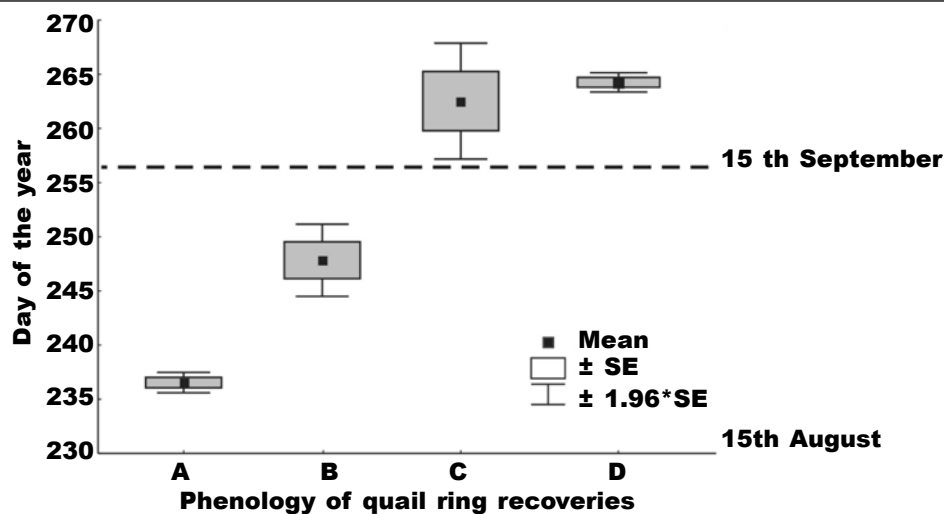 270
265
260
255
250
245
240
235
230
Day of the year
15 th September
15th August
Mean
± SE
± 1.96*SE
A B C D
Phenology of quail ring recoveries